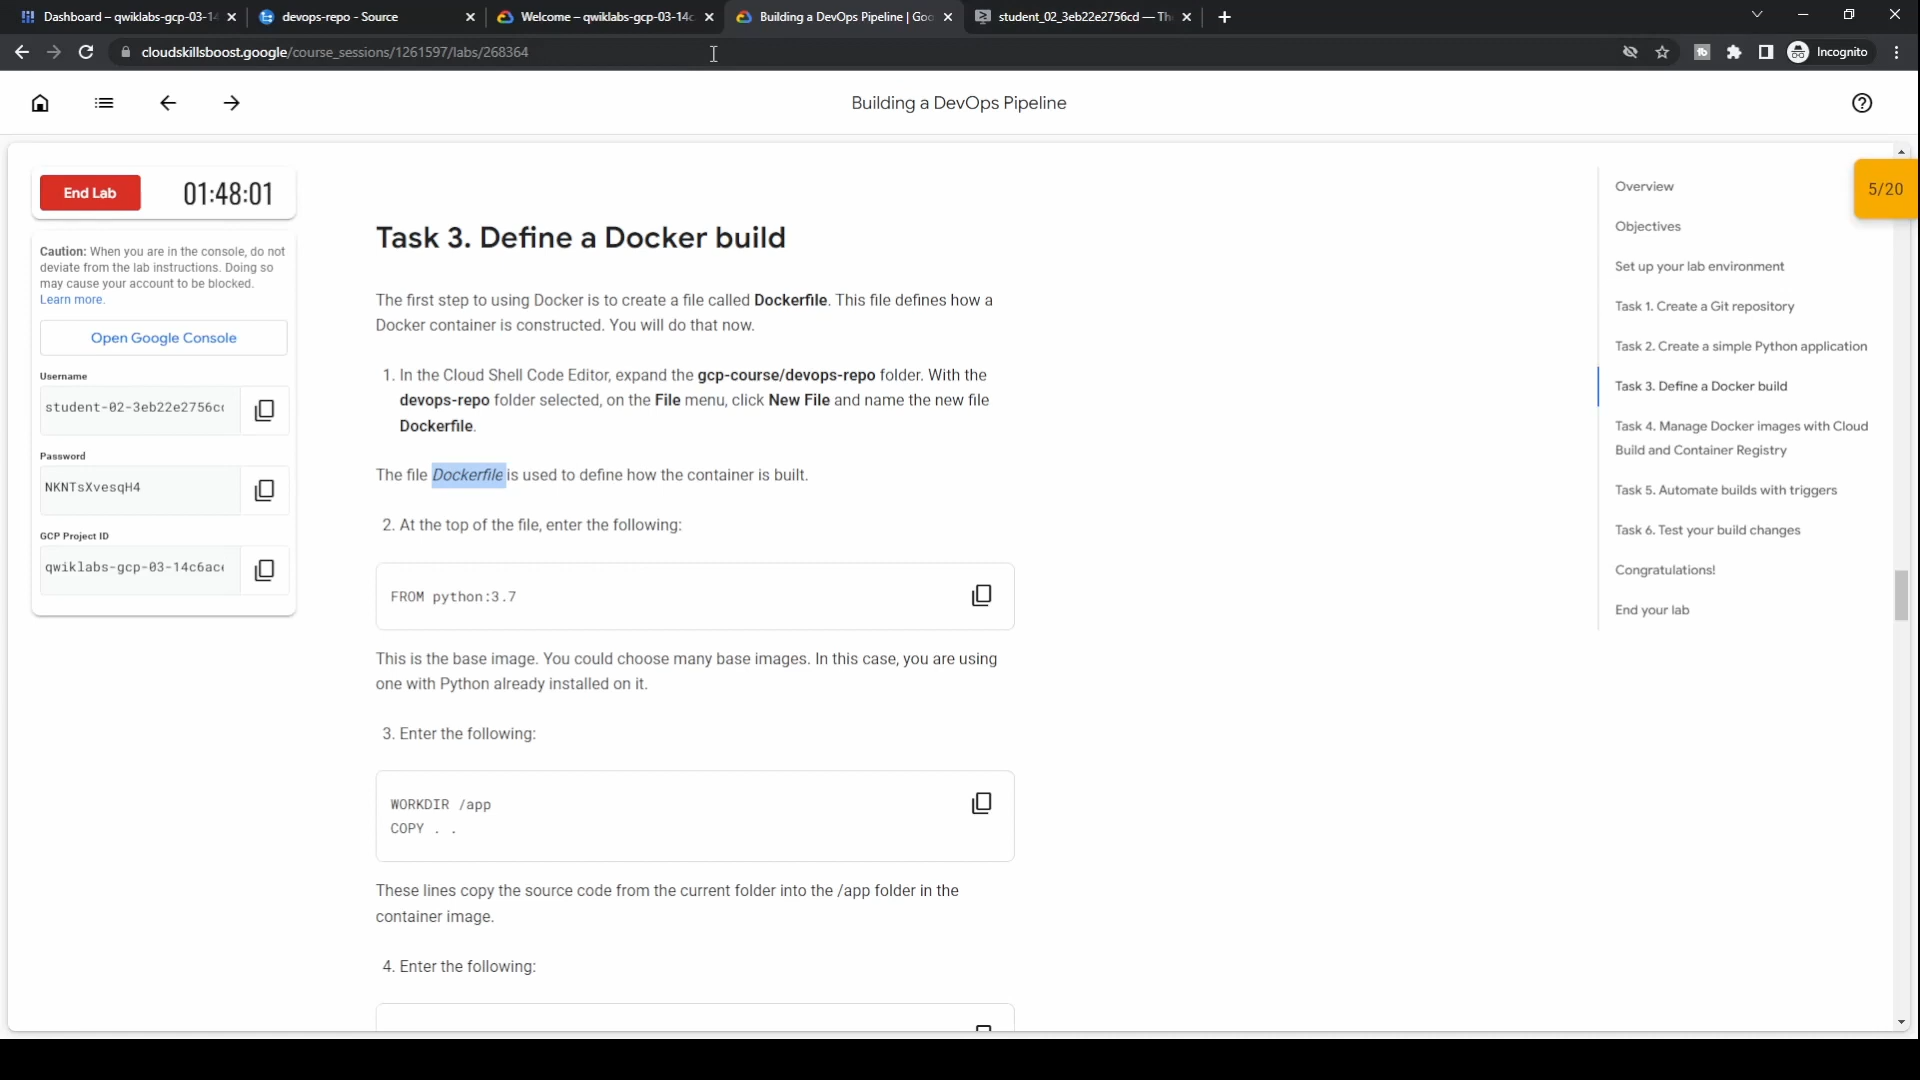 Dashboard – qwiklabs-gcp-03-14
devops-repo - Source
Welcome – qwiklabs-gcp-03-14c
Building a DevOps Pipeline | Goo
student_02_3eb22e2756cd — Th
cloudskillsboost.google/course_sessions/1261597/labs/268364
Incognito
Building a DevOps Pipeline
End Lab
01:48:01
Caution: When you are in the console, do not
deviate from the lab instructions. Doing so
may cause your account to be blocked.
Learn more.
Open Google Console
Username
student-02-3eb22e2756c
Password
NKNTsXvesqH4
GCP Project ID
qwiklabs-gcp-03-14c6ac
Task 3. Define a Docker build
The first step to using Docker is to create a file called Dockerfile. This file defines how a
Docker container is constructed. You will do that now.
1. In the Cloud Shell Code Editor, expand the gcp-course/devops-repo folder. With the
devops-repo folder selected, on the File menu, click New File and name the new file
Dockerfile.
The file Dockerfile is used to define how the container is built.
2. At the top of the file, enter the following:
FROM python:3.7
This is the base image. You could choose many base images. In this case, you are using
one with Python already installed on it.
3. Enter the following:
WORKDIR /app
COPY . .
These lines copy the source code from the current folder into the /app folder in the
container image.
4. Enter the following:
Overview
Objectives
Set up your lab environment
Task 1. Create a Git repository
Task 2. Create a simple Python application
Task 3. Define a Docker build
Task 4. Manage Docker images with Cloud
Build and Container Registry
Task 5. Automate builds with triggers
Task 6. Test your build changes
Congratulations!
End your lab
5/20